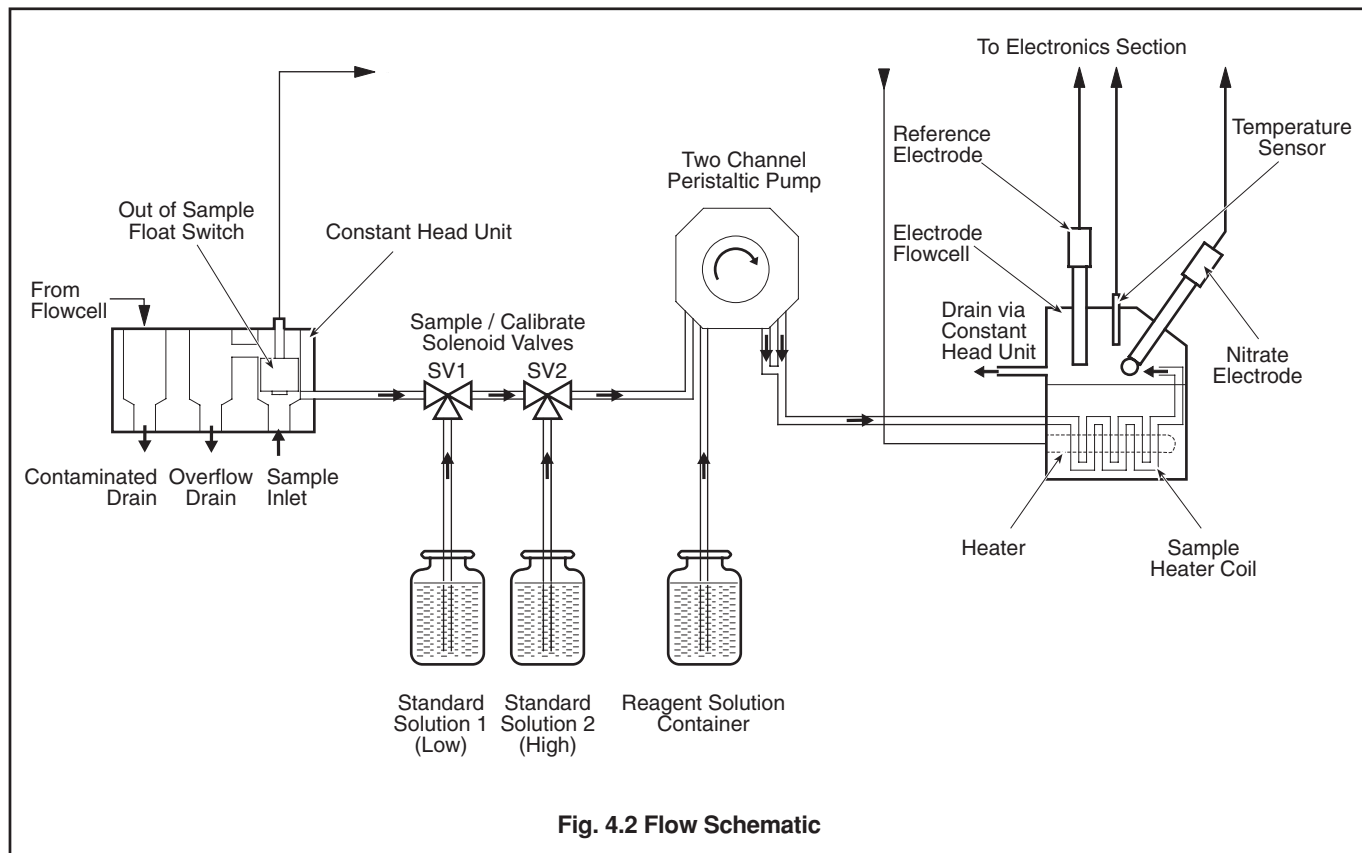 To Electronics Section
Reference
Electrode
Temperature
Sensor
Two Channel
Peristaltic Pump
Out of Sample
Float Switch
Constant Head Unit
Electrode
Flowcell
From
Flowcell
Sample / Calibrate
Solenoid Valves
SV1
SV2
Drain via
Constant
Head Unit
Nitrate
Electrode
Contaminated
Drain
Overflow
Drain
Sample
Inlet
Heater
Sample
Heater Coil
Standard
Solution 1
(Low)
Standard
Solution 2
(High)
Reagent Solution
Container
Fig. 4.2 Flow Schematic